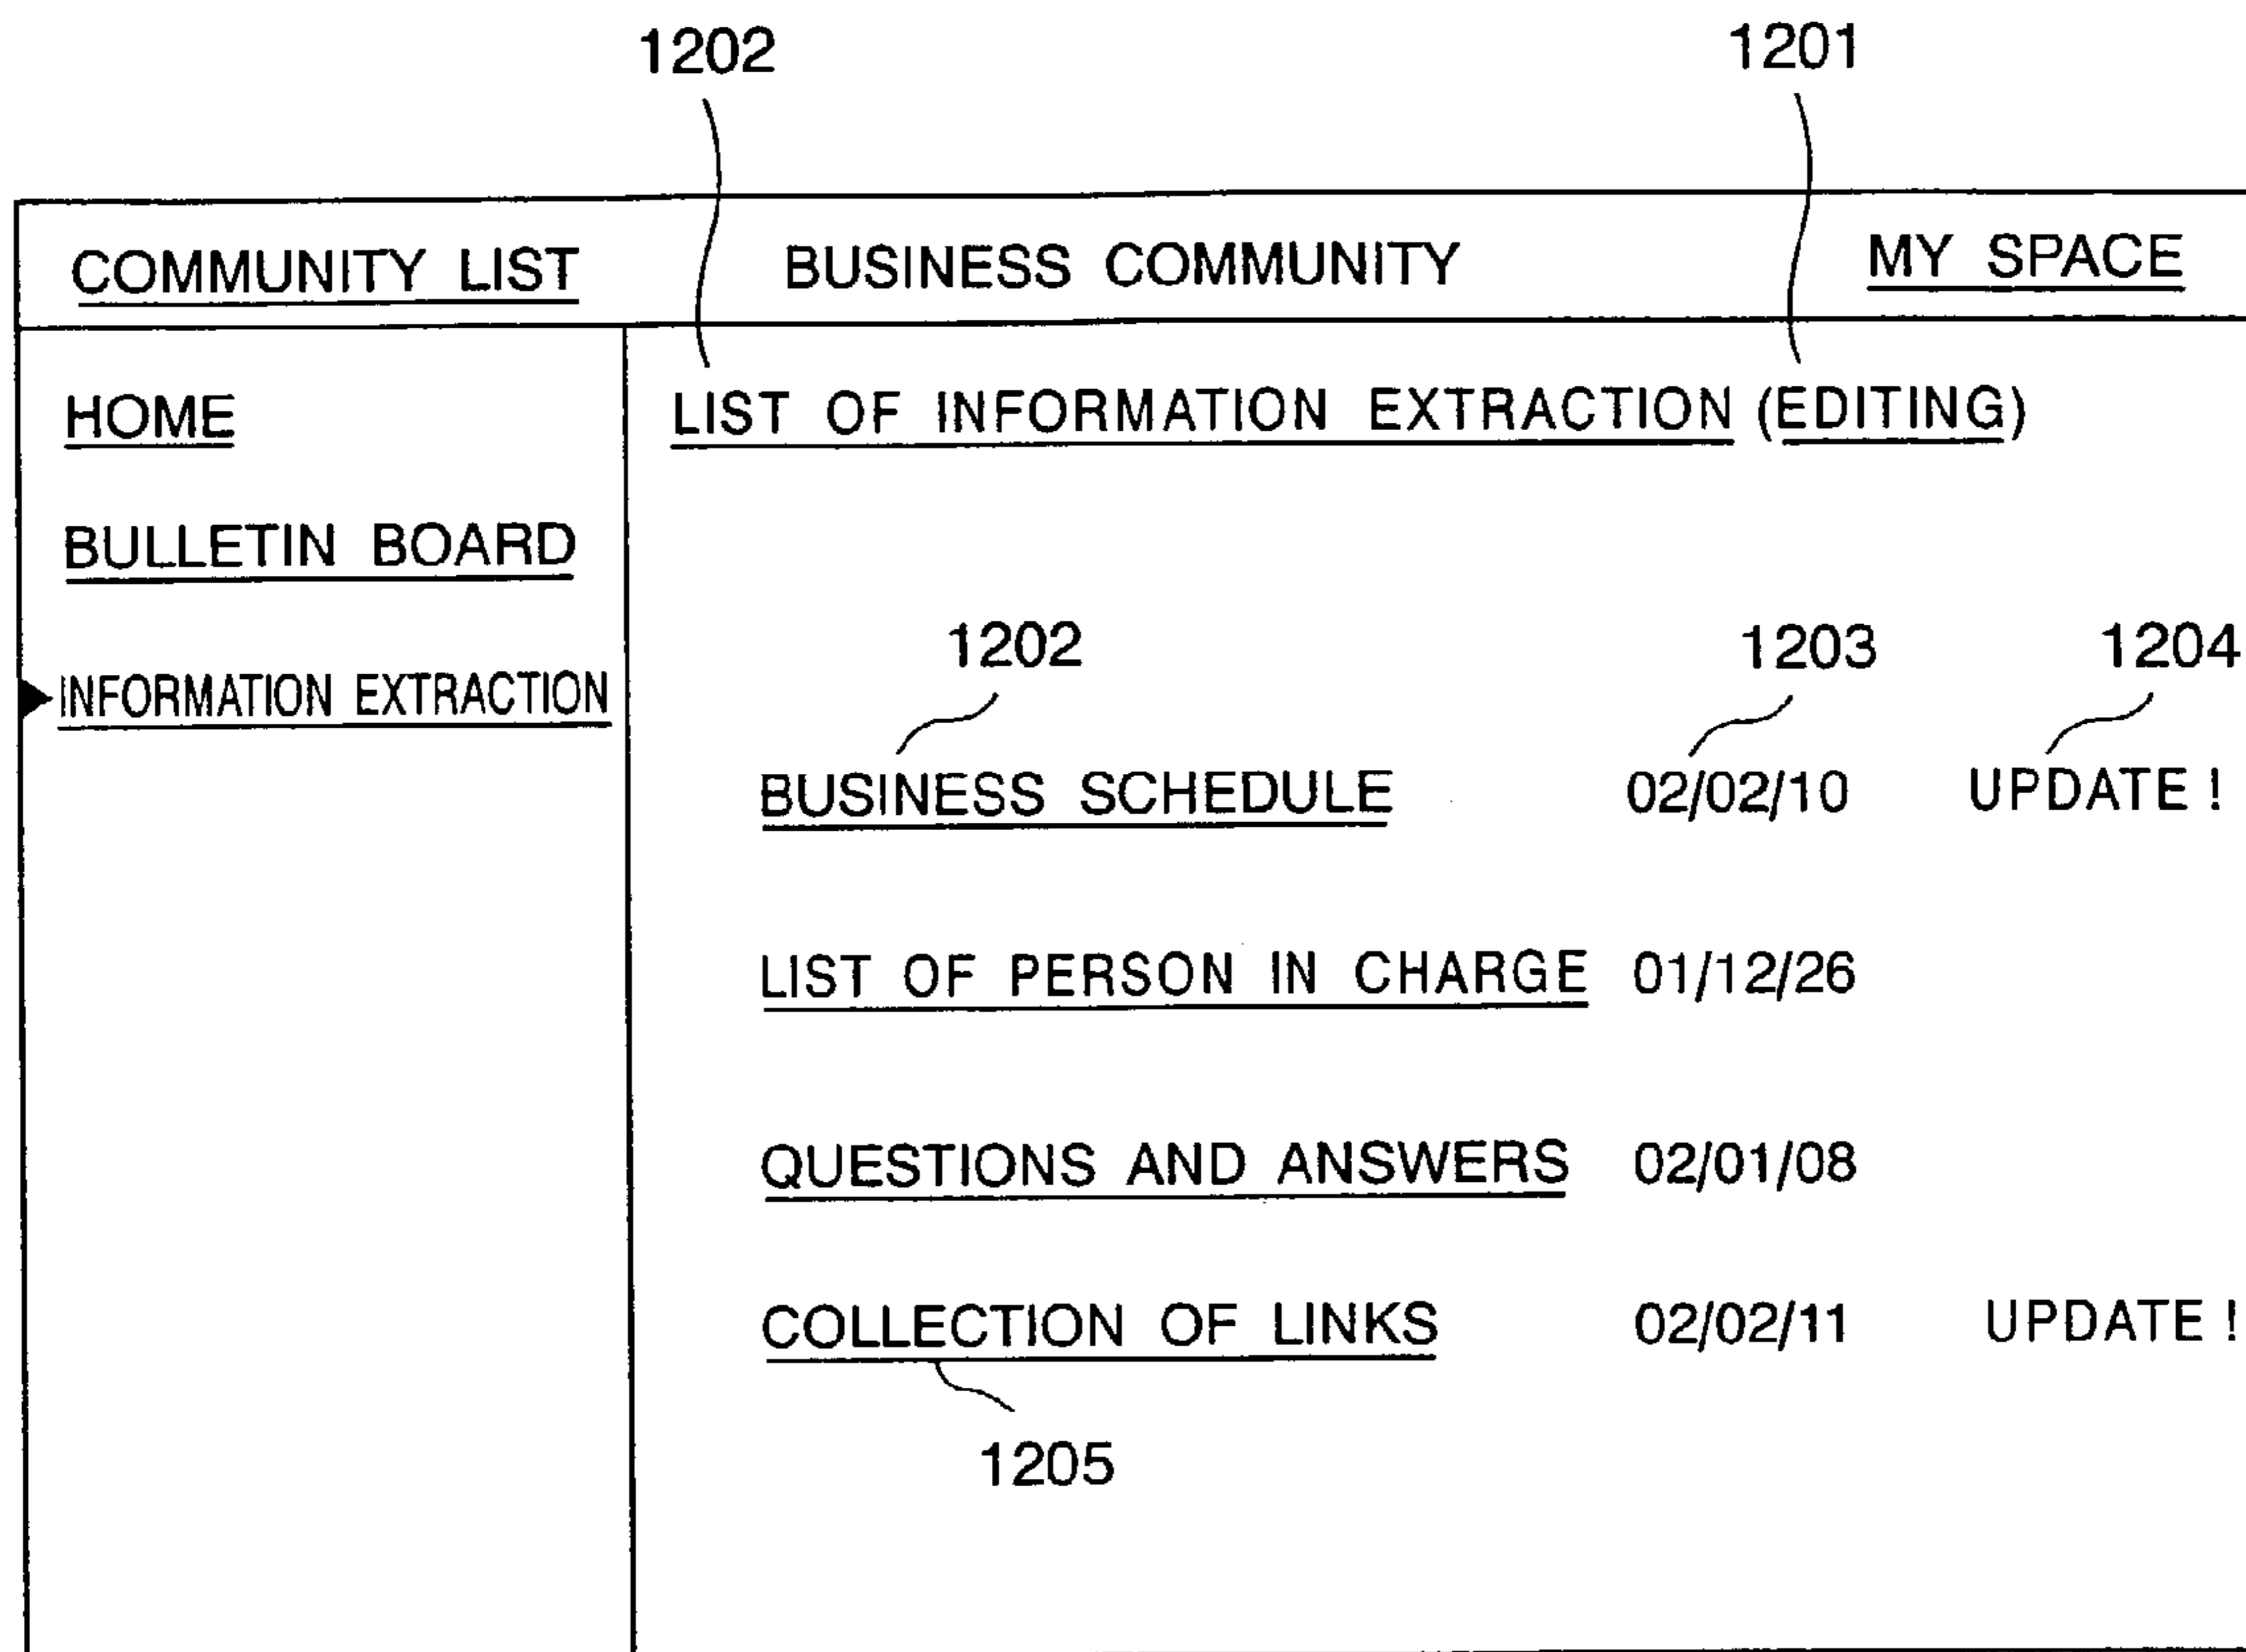 1202 1201
COMMUNITY LIST BUSINESS COMMUNITY MY SPACE
HOME LIST OF INFORMATION EXTRACTION (EDITING)
BULLETIN BOARD
1202 1203 1204
INFORMATION EXTRACTION
BUSINESS SCHEDULE 02/02/10 UPDATE !
LIST OF PERSON IN CHARGE 01/12/26
QUESTIONS AND ANSWERS 02/01/08
COLLECTION OF LINKS 02/02/11 UPDATE !
1205